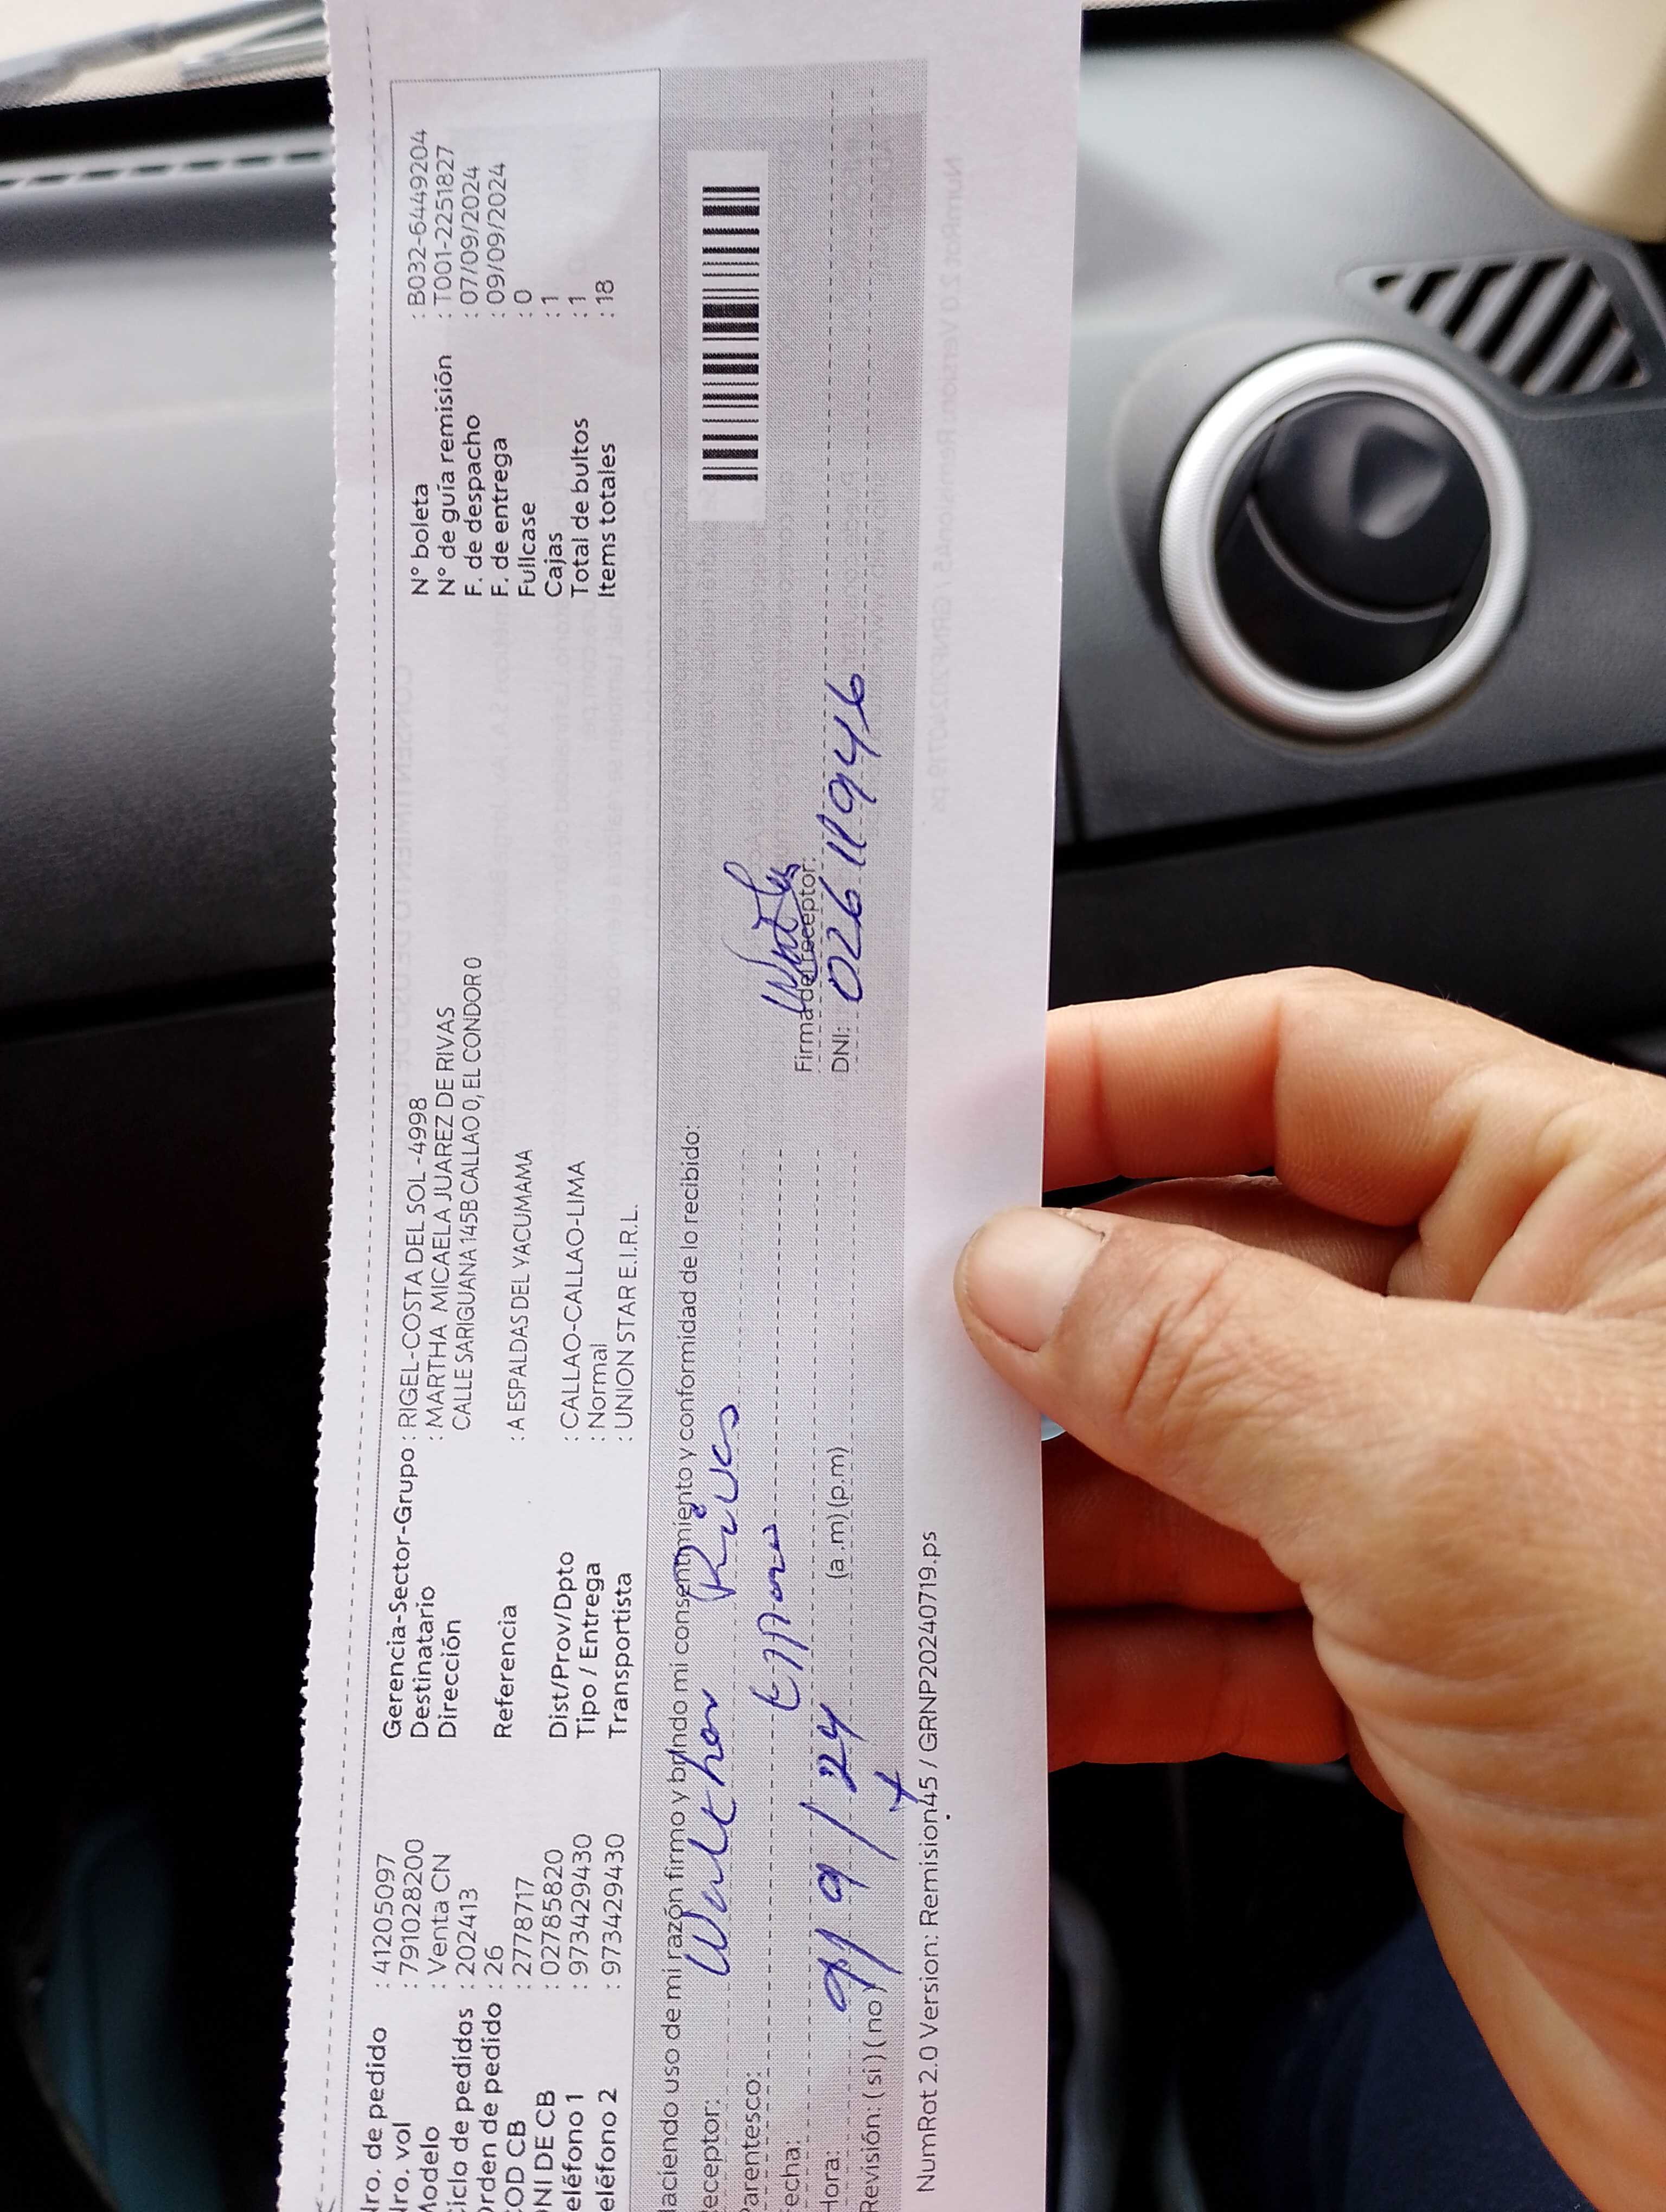 Nro. de pedido : 41205097
Nro. vol : 791028200
Modelo : Venta CN
Ciclo de pedidos : 202413
Orden de pedido : 26
COD CB : 2778717
DNI DE CB : 02785820
Teléfono 1 : 973429430
Teléfono 2 : 973429430
Gerencia-Sector-Grupo : RIGEL-COSTA DEL SOL -4998
Destinatario : MARTHA MICAELA JUAREZ DE RIVAS
Dirección CALLE SARIGUANA 145B CALLAO 0, EL CONDOR 0
Referencia : A ESPALDAS DEL YACUMAMA
Dist/Prov/Dpto : CALLAO-CALLAO-LIMA
Tipo / Entrega : Normal
Transportista : UNION STAR E.I.R.L.
N° boleta : B032-6449204
N° de guía remisión : T001-2251827
F. de despacho : 07/09/2024
F. de entrega : 09/09/2024
Fullcase : 0
Cajas : 1
Total de bultos : 1
Items totales : 18
Haciendo uso de mi razón firmo y brindo mi consentimiento y conformidad de lo recibido:
Receptor: Walther Rivas
Parentesco: Esposo
Fecha: 9/9/24
Hora: (a.m)(p.m)
Revisión: (si)(no)
Firma del receptor:
DNI: 02611946
NumRot 2.0 Version: Remision45 / GRNP20240719.ps